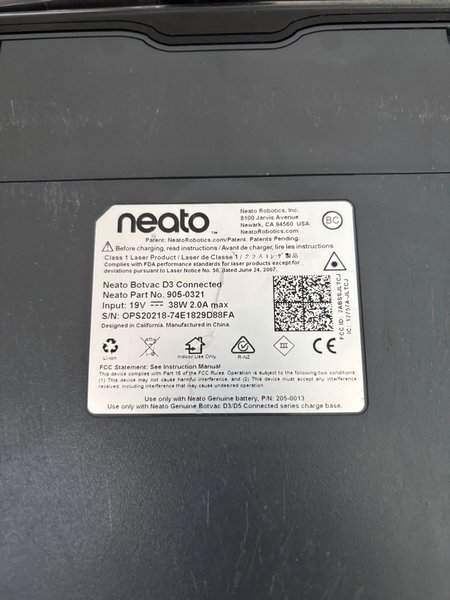 neato™
Neato Robotics, Inc.
8100 Jarvis Avenue
Newark, CA 94560 USA
NeatoRobotics.com
BC
Patent: NeatoRobotics.com/Patent. Patents Pending.
Before charging, read instructions/Avant de charger, lire les instructions
Class 1 Laser Product / Laser de Classe 1 / クラス1レーザ製品
Complies with FDA performance standards for laser products except for
deviations pursuant to Laser Notice No. 50, dated June 24, 2007.
Neato Botvac D3 Connected
Neato Part No. 905-0321
Input: 19V 38W 2.0A max
S/N: OPS20218-74E1829D88FA
Designed in California. Manufactured in China.
FCC ID: 2ABSSJLTCJ
IC: 12757A-JLTCJ
Li-ion
Indoor Use Only
R-NZ
III
CE
FCC Statement: See Instruction Manual
This device complies with Part 15 of the FCC Rules. Operation is subject to the following two conditions:
(1) This device may not cause harmful interference, and (2) This device must accept any interference
received, including interference that may cause undesired operation.
Use only with Neato Genuine battery, P/N: 205-0013
Use only with Neato Genuine Botvac D3/D5 Connected series charge base.